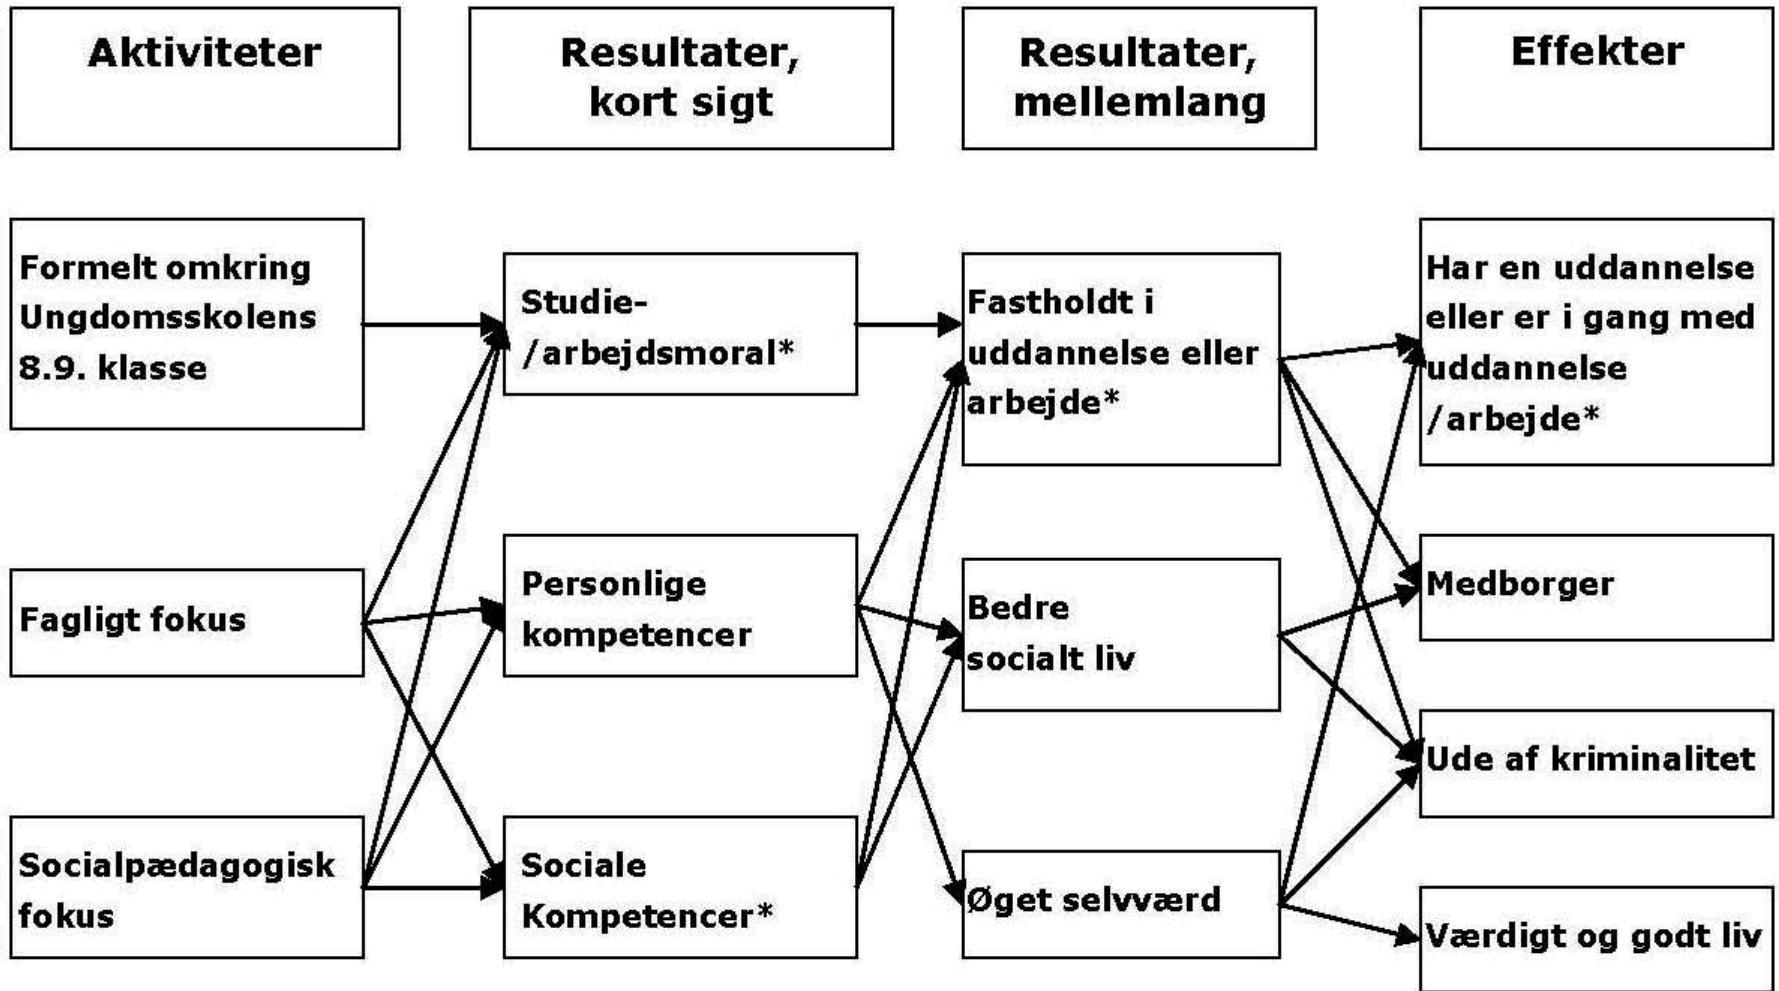 Aktiviteter
Resultater,
kort sigt
Resultater,
mellemlang
Effekter
Formelt omkring
Ungdomsskolens
8.9. klasse
Fagligt fokus
Socialpædagogisk
fokus
Studie-
/arbejdsmoral*
Personlige
kompetencer
Sociale
Kompetencer*
Fastholdt i
uddannelse eller
arbejde*
Bedre
socialt liv
Øget selvværd
Har en uddannelse
eller er i gang med
uddannelse
/arbejde*
Medborger
Ude af kriminalitet
Værdigt og godt liv